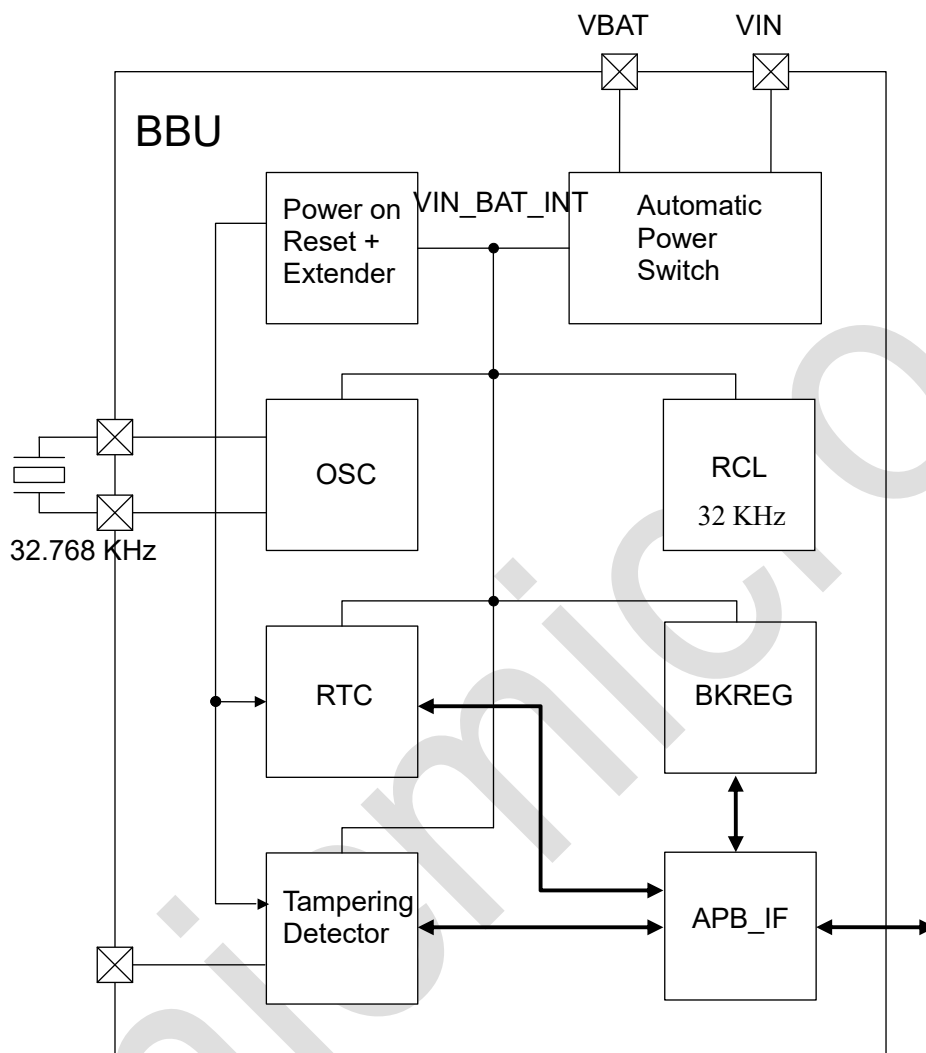 VBAT
VIN
BBU
Power on
Reset +
Extender
VIN_BAT_INT
Automatic
Power
Switch
OSC
RCL
32 KHz
32.768 KHz
RTC
BKREG
Tampering
Detector
APB_IF